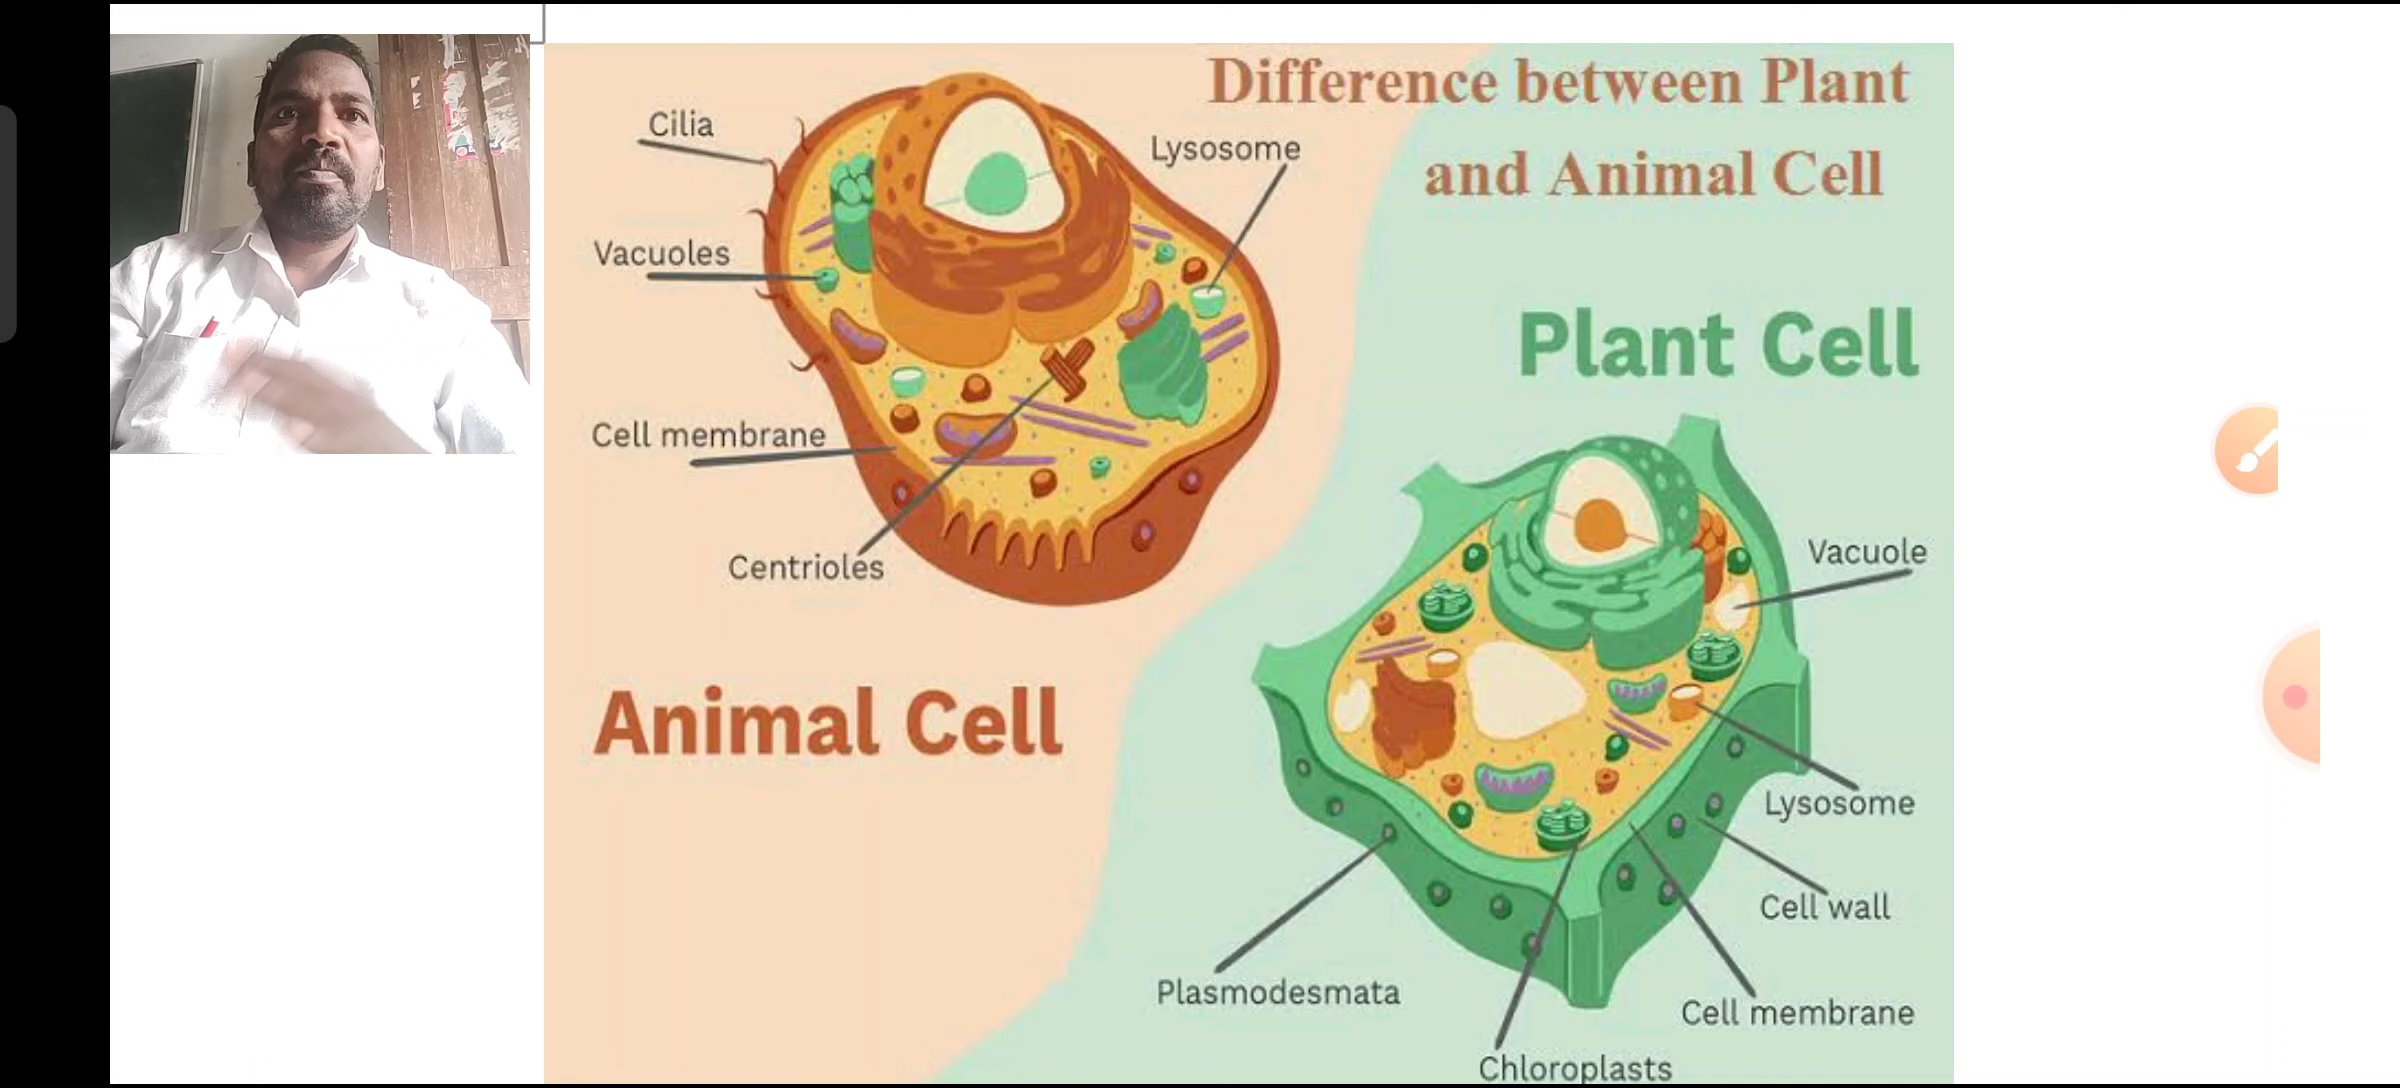 Difference between Plant
and Animal Cell
Cilia
Lysosome
Vacuoles
Cell membrane
Centrioles
Animal Cell
Plant Cell
Vacuole
Lysosome
Cell wall
Cell membrane
Plasmodesmata
Chloroplasts